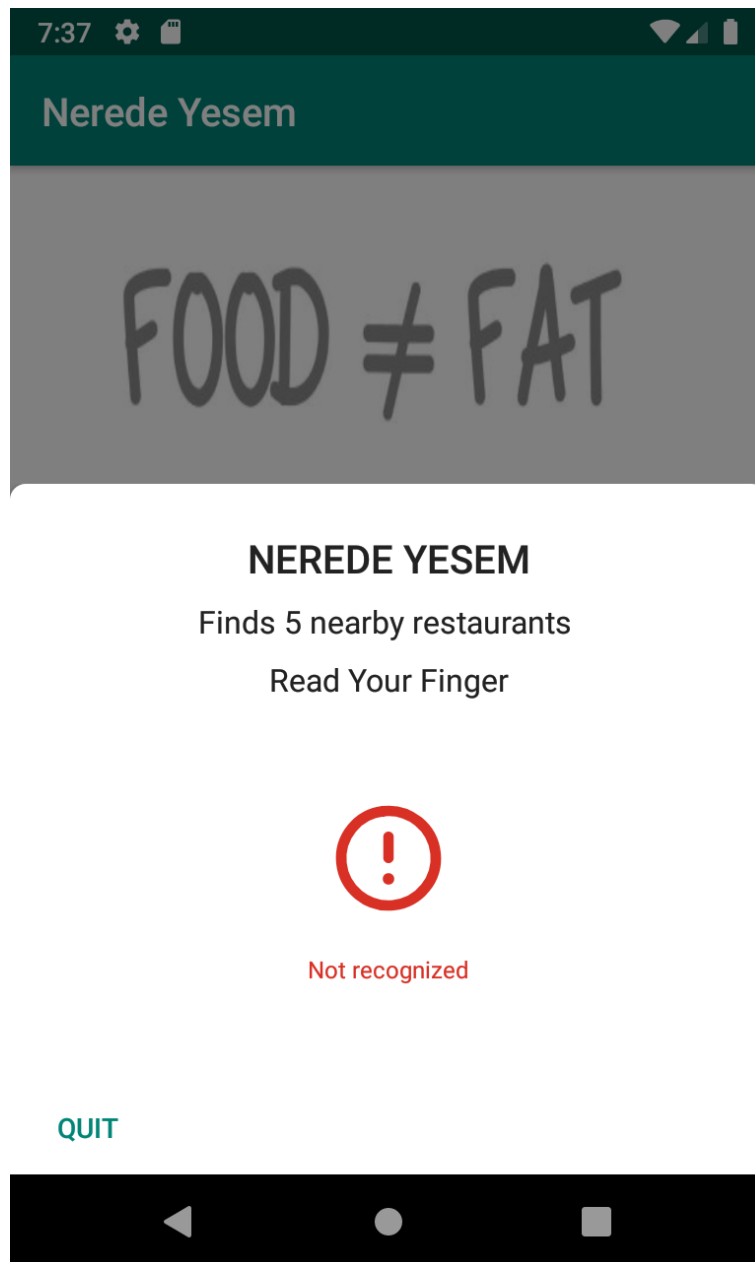 7:37
Nerede Yesem
FOOD ≠ FAT
NEREDE YESEM
Finds 5 nearby restaurants
Read Your Finger
!
Not recognized
QUIT